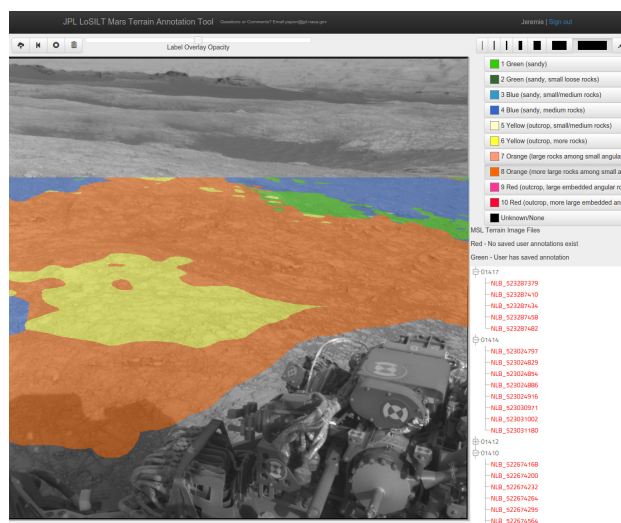 JPL LoSILT Mars Terrain Annotation Tool
Jeremie | Sign out
Label Overlay Opacity
1 Green (sandy)
2 Green (sandy, small loose rocks)
3 Blue (sandy, small/medium rocks)
4 Blue (sandy, medium rocks)
5 Yellow (outcrop, small/medium rocks)
6 Yellow (outcrop, more rocks)
7 Orange (large rocks among small angula
8 Orange (more large rocks among small a
9 Red (outcrop, large embedded angular ro
10 Red (outcrop, more large embedded an
Unknown/None
MSL Terrain Image Files
Red - No saved user annotations exist
Green - User has saved annotation
01417
NLB_523287379
NLB_523287410
NLB_523287434
NLB_523287458
NLB_523287482
01414
NLB_523024797
NLB_523024829
NLB_523024854
NLB_523024886
NLB_523024916
NLB_523030971
NLB_523031002
NLB_523031180
01412
01410
NLB_522674168
NLB_522674200
NLB_522674232
NLB_522674264
NLB_522674295
NLB_522674564